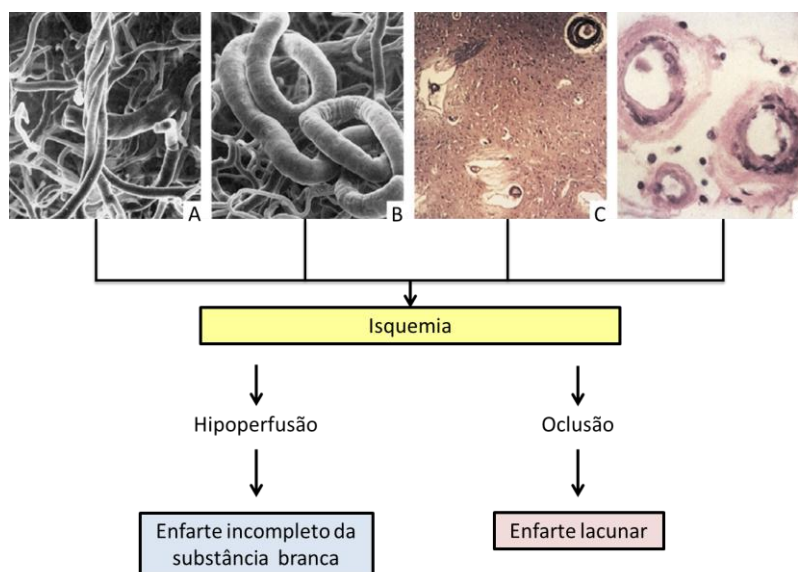 A
B
C
Isquemia
Hipoperfusão
Oclusão
Enfarte incompleto da
substância branca
Enfarte lacunar